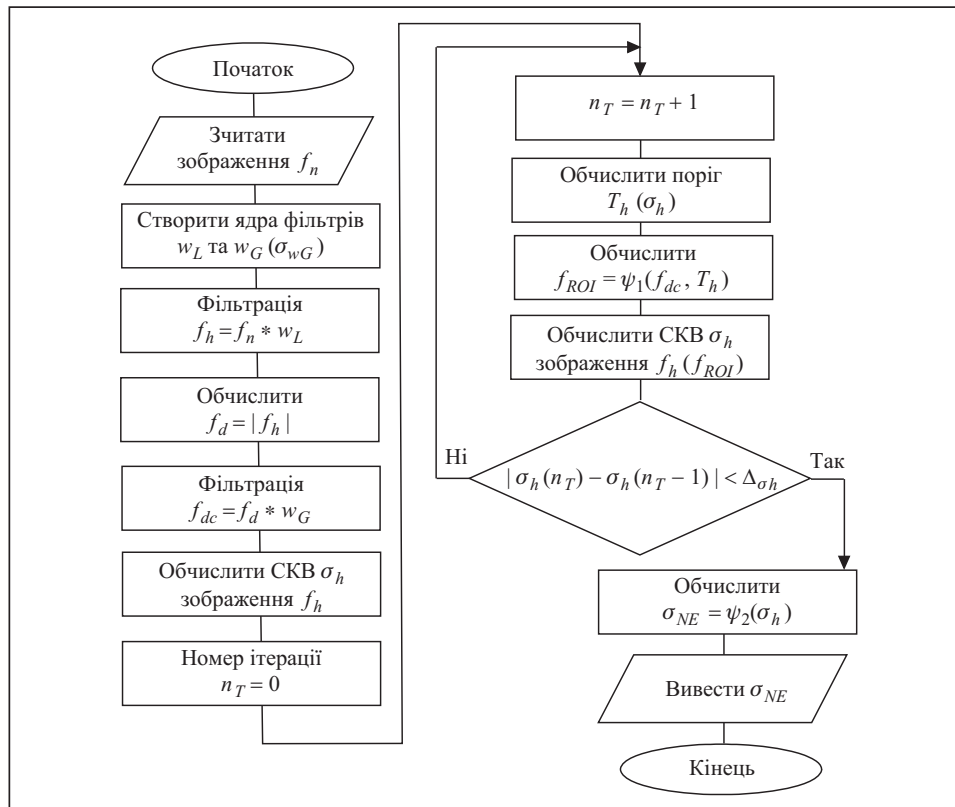 Початок
Зчитати
зображення f_n
Створити ядра фільтрів
w_L та w_G (σ_wG)
Фільтрація
f_h = f_n * w_L
Обчислити
f_d = | f_h |
Фільтрація
f_dc = f_d * w_G
Обчислити СКВ σ_h
зображення f_h
Номер ітерації
n_T = 0
n_T = n_T + 1
Обчислити поріг
T_h (σ_h)
Обчислити
f_ROI = ψ_1(f_dc , T_h)
Обчислити СКВ σ_h
зображення f_h (f_ROI)
Ні
| σ_h (n_T) – σ_h (n_T – 1) | < Δ_σh
Так
Обчислити
σ_NE = ψ_2(σ_h)
Вивести σ_NE
Кінець